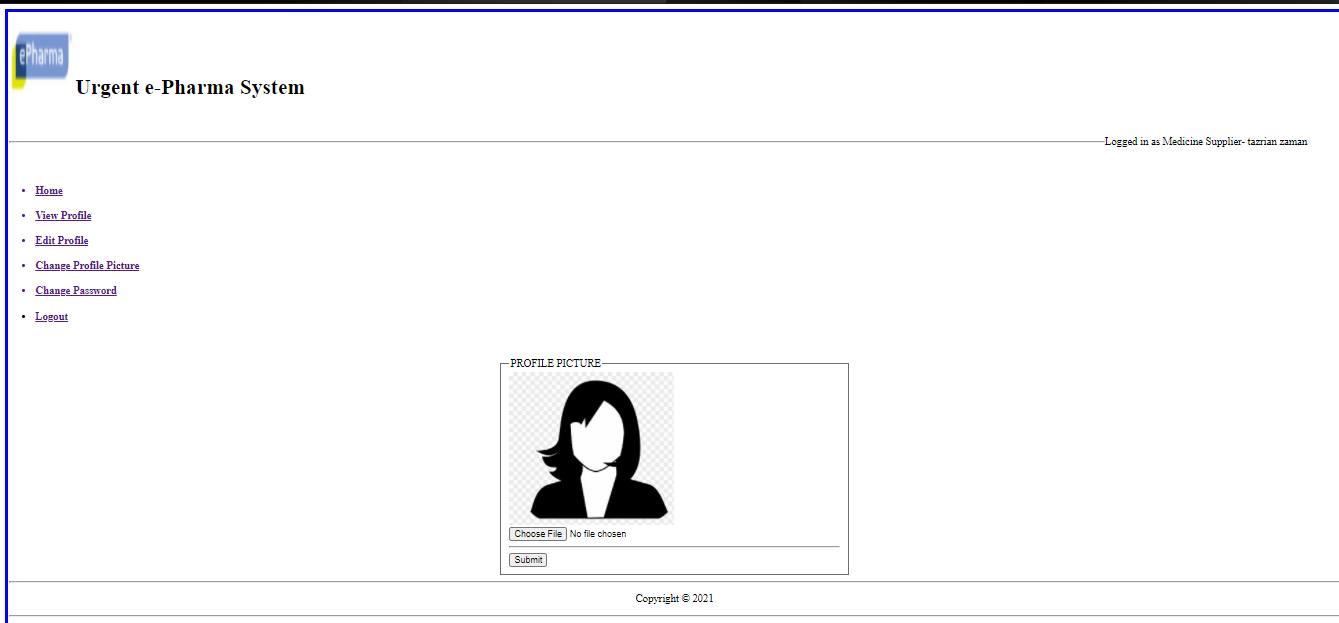 ePharma
Urgent e-Pharma System
Logged in as Medicine Supplier- tazrian zaman
Home
View Profile
Edit Profile
Change Profile Picture
Change Password
Logout
PROFILE PICTURE
Choose File No file chosen
Submit
Copyright © 2021